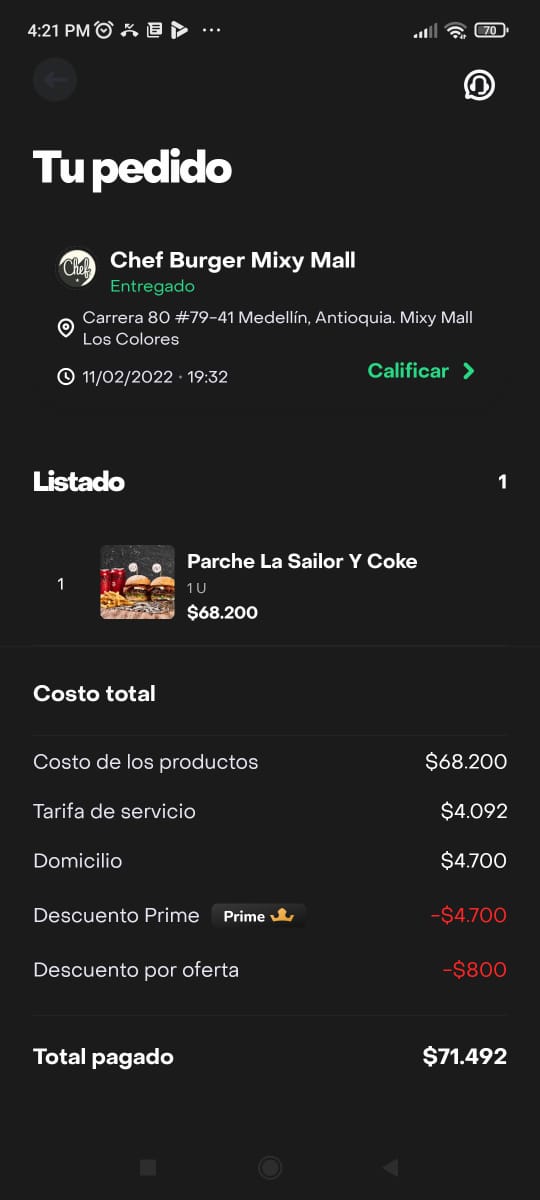 4:21 PM
70
Tu pedido
Chef
Chef Burger Mixy Mall
Entregado
Carrera 80 #79-41 Medellín, Antioquia. Mixy Mall
Los Colores
11/02/2022 · 19:32
Calificar
Listado 1
1
Parche La Sailor Y Coke
1 U
$68.200
Costo total
Costo de los productos $68.200
Tarifa de servicio $4.092
Domicilio $4.700
Descuento Prime Prime -$4.700
Descuento por oferta -$800
Total pagado $71.492